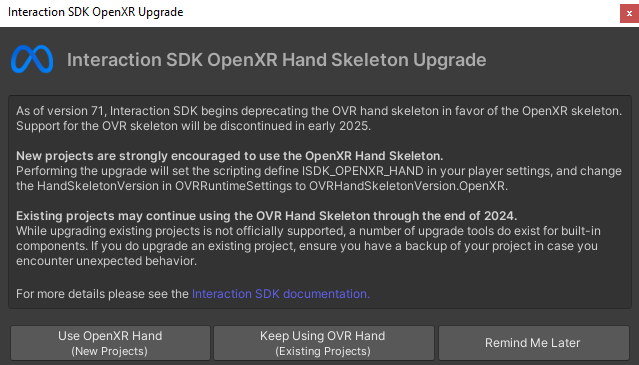 Interaction SDK OpenXR Upgrade
x
Interaction SDK OpenXR Hand Skeleton Upgrade
As of version 71, Interaction SDK begins deprecating the OVR hand skeleton in favor of the OpenXR skeleton.
Support for the OVR skeleton will be discontinued in early 2025.
New projects are strongly encouraged to use the OpenXR Hand Skeleton.
Performing the upgrade will set the scripting define ISDK_OPENXR_HAND in your player settings, and change
the HandSkeletonVersion in OVRRuntimeSettings to OVRHandSkeletonVersion.OpenXR.
Existing projects may continue using the OVR Hand Skeleton through the end of 2024.
While upgrading existing projects is not officially supported, a number of upgrade tools do exist for built-in
components. If you do upgrade an existing project, ensure you have a backup of your project in case you
encounter unexpected behavior.
For more details please see the Interaction SDK documentation.
Use OpenXR Hand
(New Projects)
Keep Using OVR Hand
(Existing Projects)
Remind Me Later